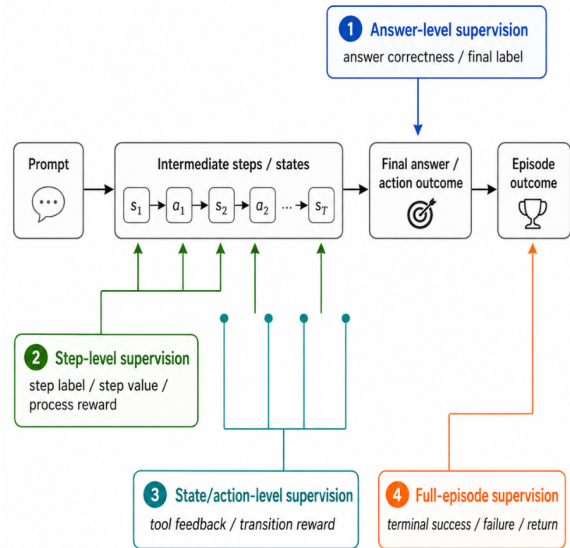 1 Answer-level supervision
answer correctness / final label
Prompt
Intermediate steps / states
s1 a1 s2 a2 ... sT
Final answer /
action outcome
Episode
outcome
2 Step-level supervision
step label / step value /
process reward
3 State/action-level supervision
tool feedback / transition reward
4 Full-episode supervision
terminal success / failure / return